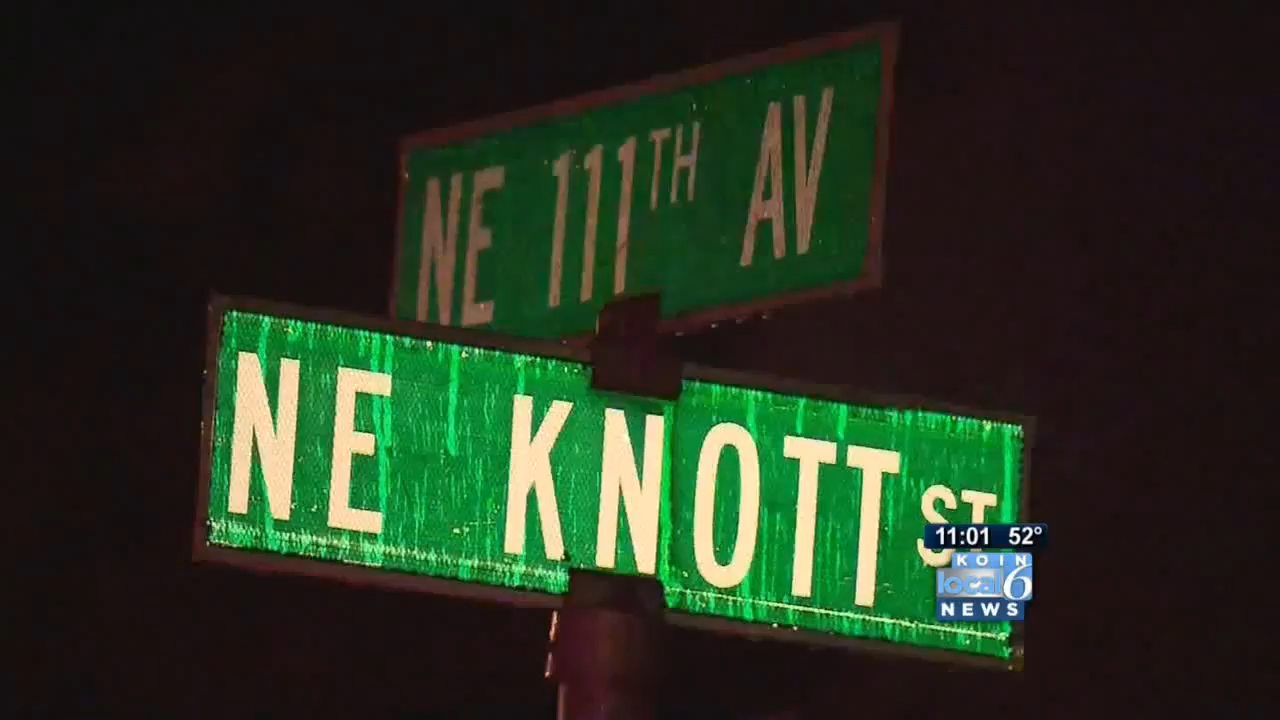 NE 111TH AV
NE KNOTT ST
11:01 52°
KOIN
local 6
NEWS